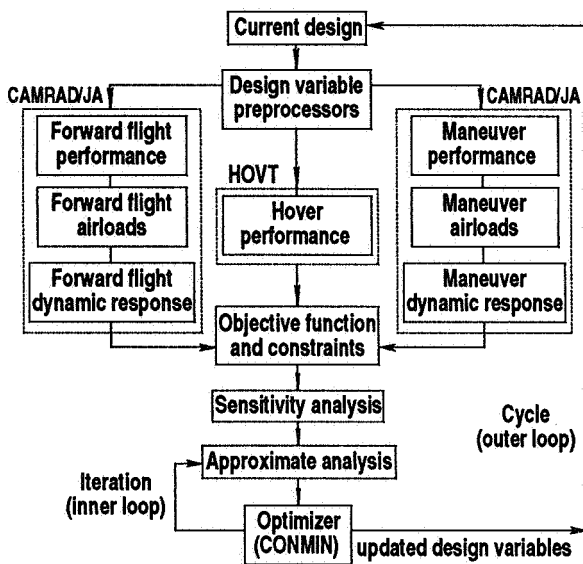 Current design
CAMRAD/JA
Design variable
preprocessors
CAMRAD/JA
Forward flight
performance
Forward flight
airloads
Forward flight
dynamic response
HOVT
Hover
performance
Maneuver
performance
Maneuver
airloads
Maneuver
dynamic response
Objective function
and constraints
Sensitivity analysis
Approximate analysis
Iteration
(inner loop)
Optimizer
(CONMIN)
updated design variables
Cycle
(outer loop)